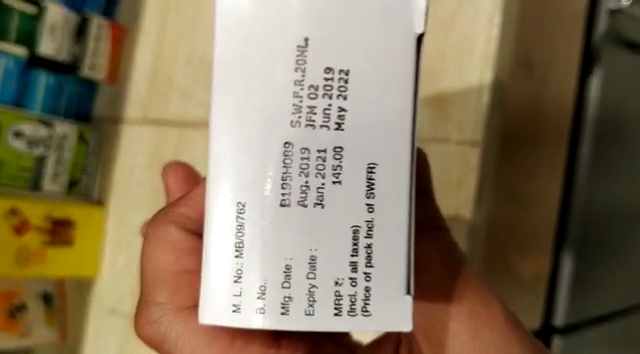 M. L. No.: MB/09/762
B. No.: B195H089 S.W.F.R.20ML.
Mfg. Date : Aug.2019 JFM 02
Expiry Date : Jan.2021 Jun.2019
MRP ₹: 145.00 May 2022
(Incl. of all taxes)
(Price of pack Incl. of SWFR)